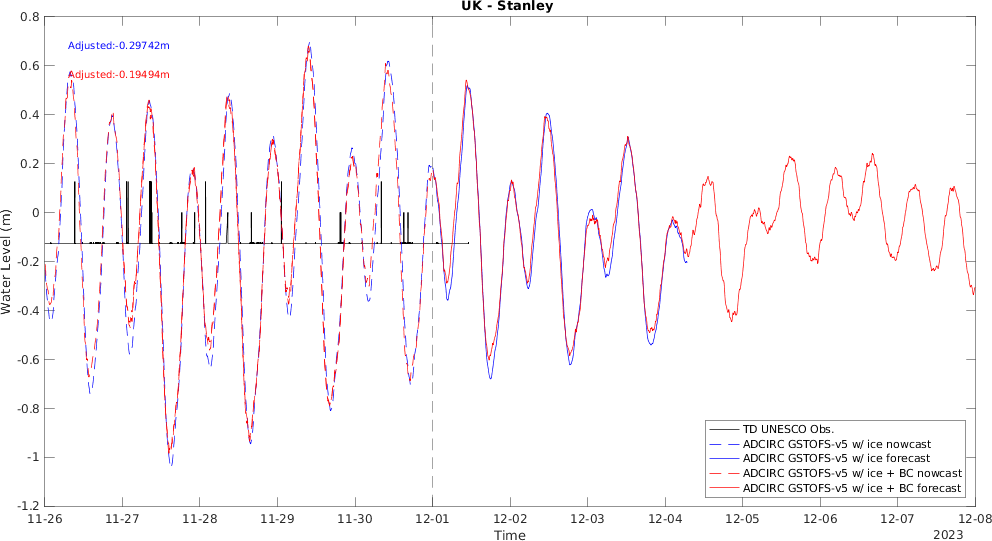 UK - Stanley
0.8
Adjusted:-0.29742m
0.6
Adjusted:-0.19494m
0.4
0.2
0
-0.2
-0.4
-0.6
-0.8
-1
-1.2
Water Level (m)
TD UNESCO Obs.
ADCIRC GSTOFS-v5 w/ ice nowcast
ADCIRC GSTOFS-v5 w/ ice forecast
ADCIRC GSTOFS-v5 w/ ice + BC nowcast
ADCIRC GSTOFS-v5 w/ ice + BC forecast
11-26 11-27 11-28 11-29 11-30 12-01 12-02 12-03 12-04 12-05 12-06 12-07 12-08
Time
2023